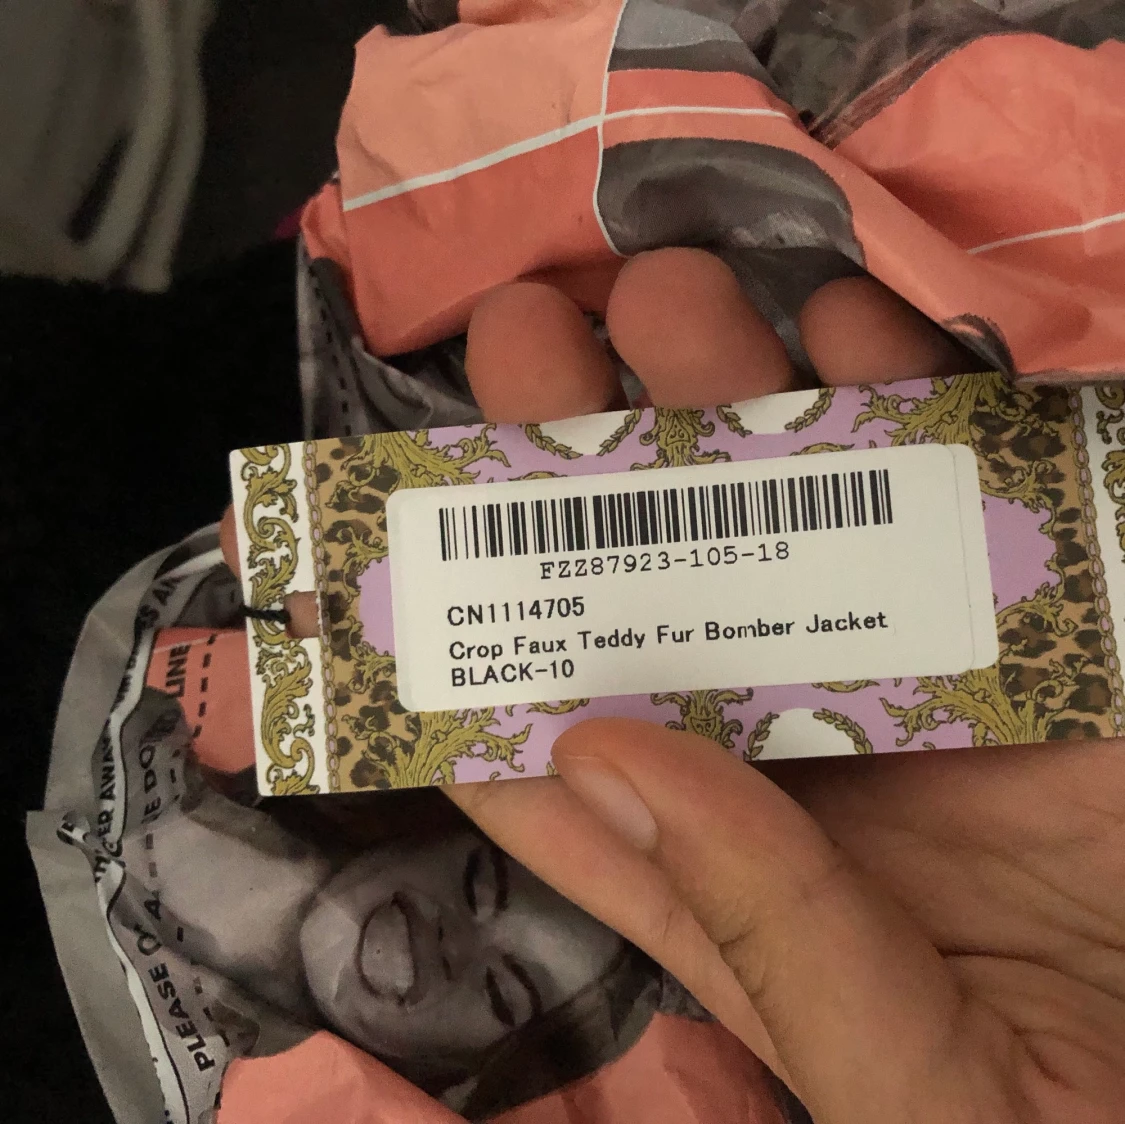 FZZ87923-105-18
CN1114705
Crop Faux Teddy Fur Bomber Jacket
BLACK-10
LINE
PLEASE